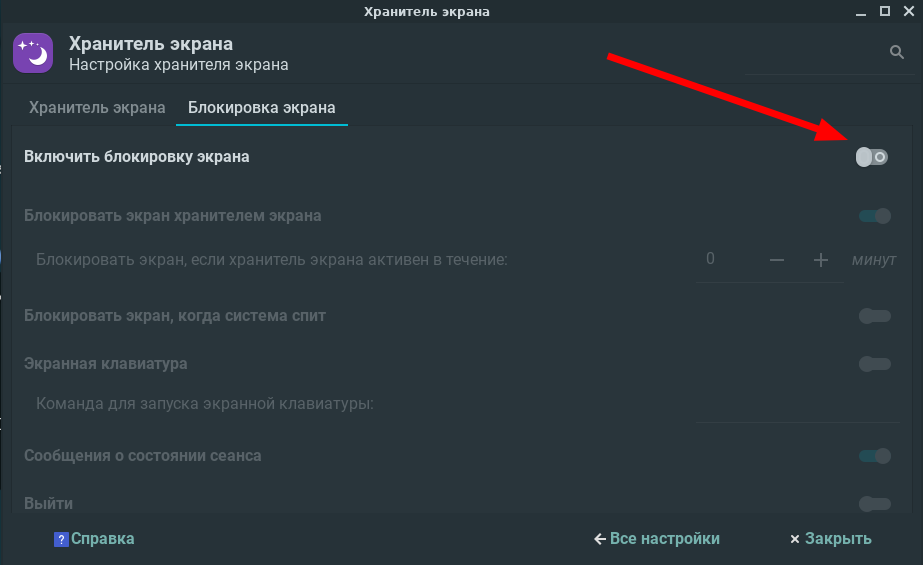 Хранитель экрана
Хранитель экрана
Настройка хранителя экрана
Хранитель экрана Блокировка экрана
Включить блокировку экрана
Блокировать экран хранителем экрана
Блокировать экран, если хранитель экрана активен в течение: 0 − + минут
Блокировать экран, когда система спит
Экранная клавиатура
Команда для запуска экранной клавиатуры:
Сообщения о состоянии сеанса
Выйти
? Справка Все настройки Закрыть